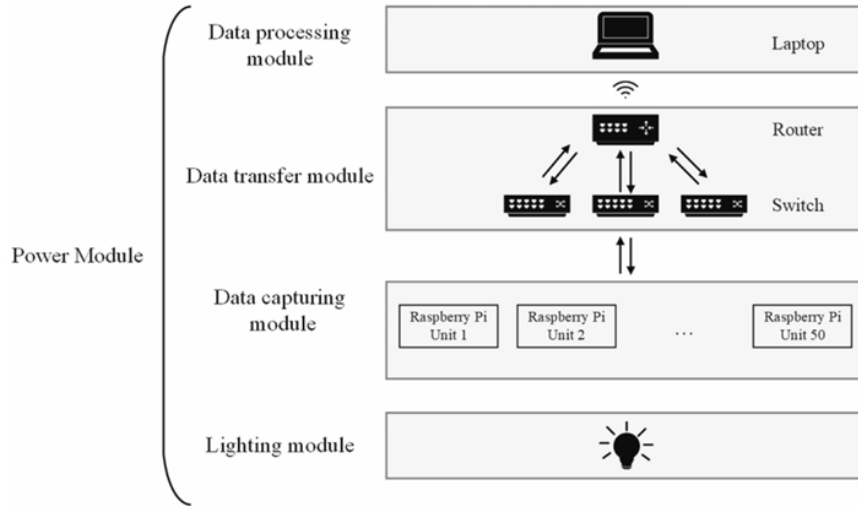 Data processing
module
Laptop
Router
Data transfer module
Switch
Power Module
Data capturing
module
Raspberry Pi
Unit 1
Raspberry Pi
Unit 2
...
Raspberry Pi
Unit 50
Lighting module